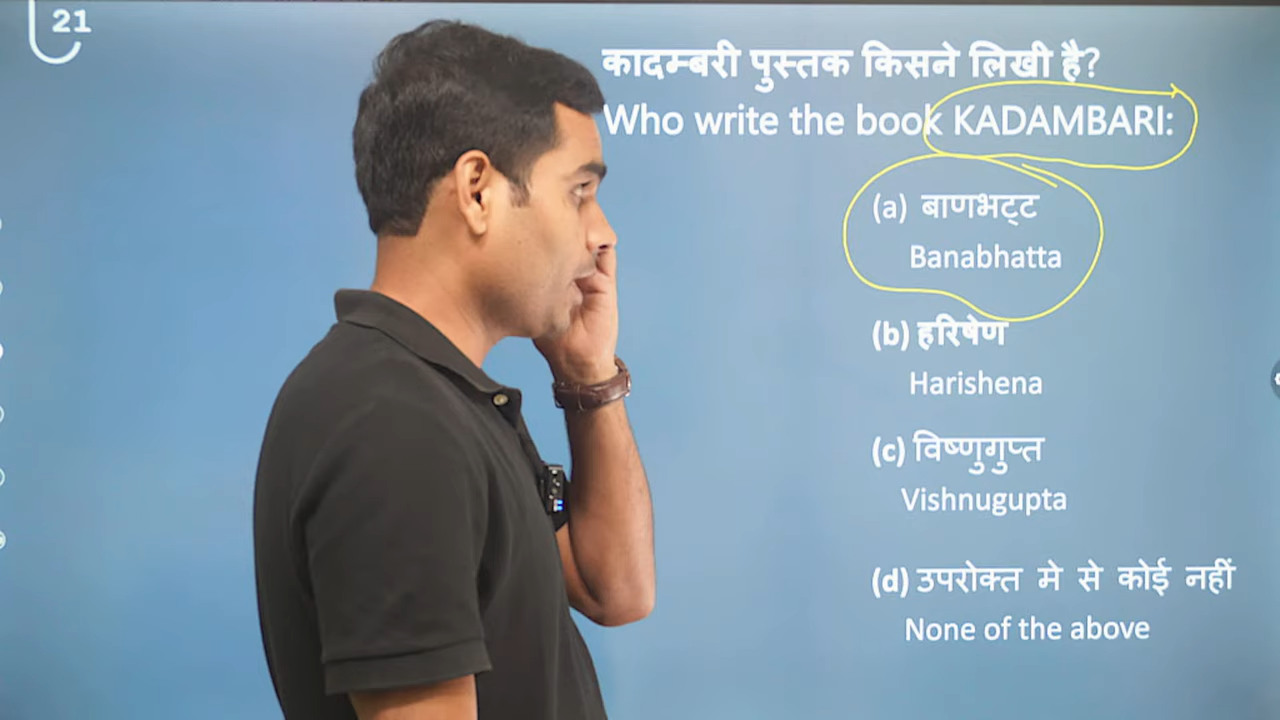 21
कादम्बरी पुस्तक किसने लिखी है?
Who write the book KADAMBARI:
(a) बाणभट्ट
Banabhatta
(b) हरिषेण
Harishena
(c) विष्णुगुप्त
Vishnugupta
(d) उपरोक्त मे से कोई नहीं
None of the above